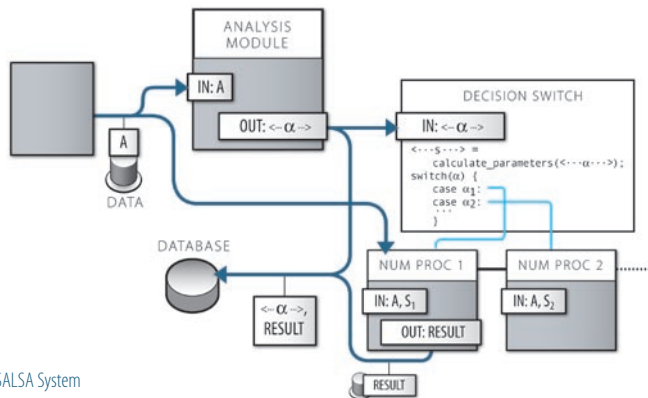 ANALYSIS
MODULE
IN: A
OUT: <--α-->
A
DATA
DECISION SWITCH
IN: <--α-->
<···s···> =
calculate_parameters(<···α···>);
switch(α) {
case α1:
case α2:
...
}
DATABASE
<--α-->,
RESULT
NUM PROC 1
IN: A, S1
OUT: RESULT
NUM PROC 2
IN: A, S2
RESULT
SALSA System